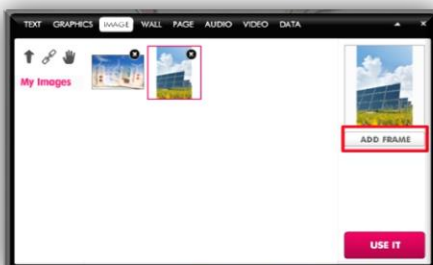 TEXT GRAPHICS IMAGE WALL PAGE AUDIO VIDEO DATA
My Images
ADD FRAME
USE IT